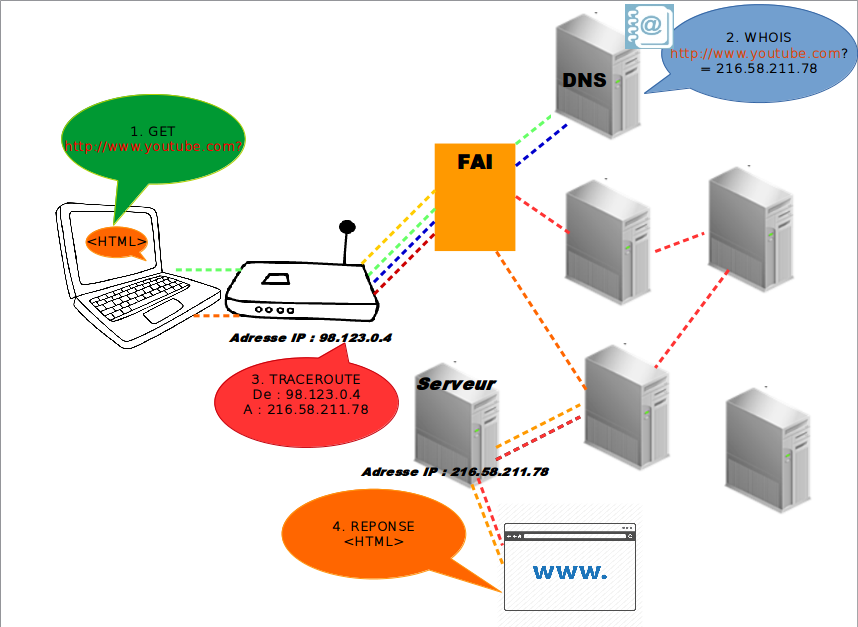 1. GET
http://www.youtube.com?
<HTML>
FAI
DNS
@
2. WHOIS
http://www.youtube.com?
= 216.58.211.78
Adresse IP : 98.123.0.4
3. TRACEROUTE
De : 98.123.0.4
A : 216.58.211.78
Serveur
Adresse IP : 216.58.211.78
4. REPONSE
<HTML>
www.